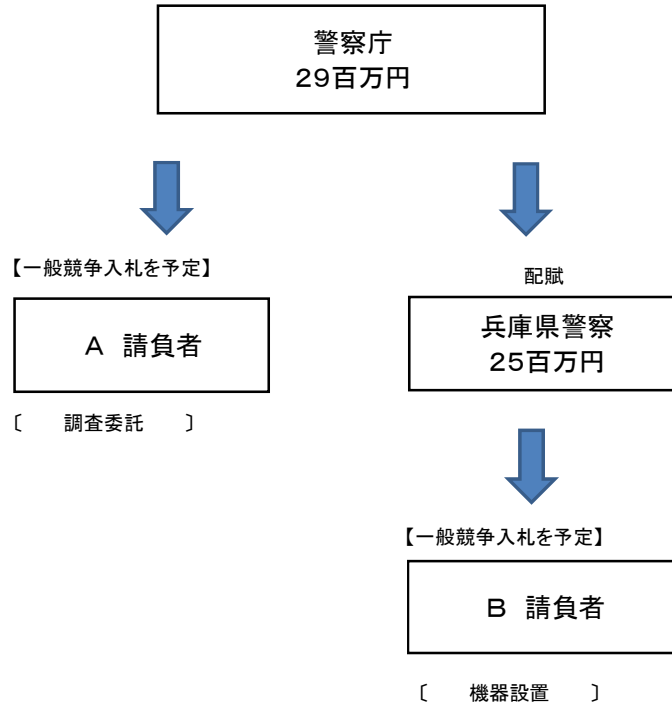 警察庁
29百万円
【一般競争入札を予定】
A 請負者
〔 調査委託 〕
配賦
兵庫県警察
25百万円
【一般競争入札を予定】
B 請負者
〔 機器設置 〕